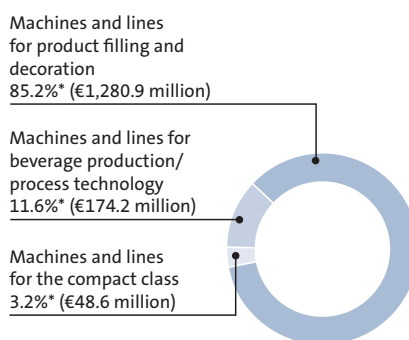 Machines and lines
for product filling and
decoration
85.2%* (€1,280.9 million)
Machines and lines for
beverage production/
process technology
11.6%* (€174.2 million)
Machines and lines
for the compact class
3.2%* (€48.6 million)